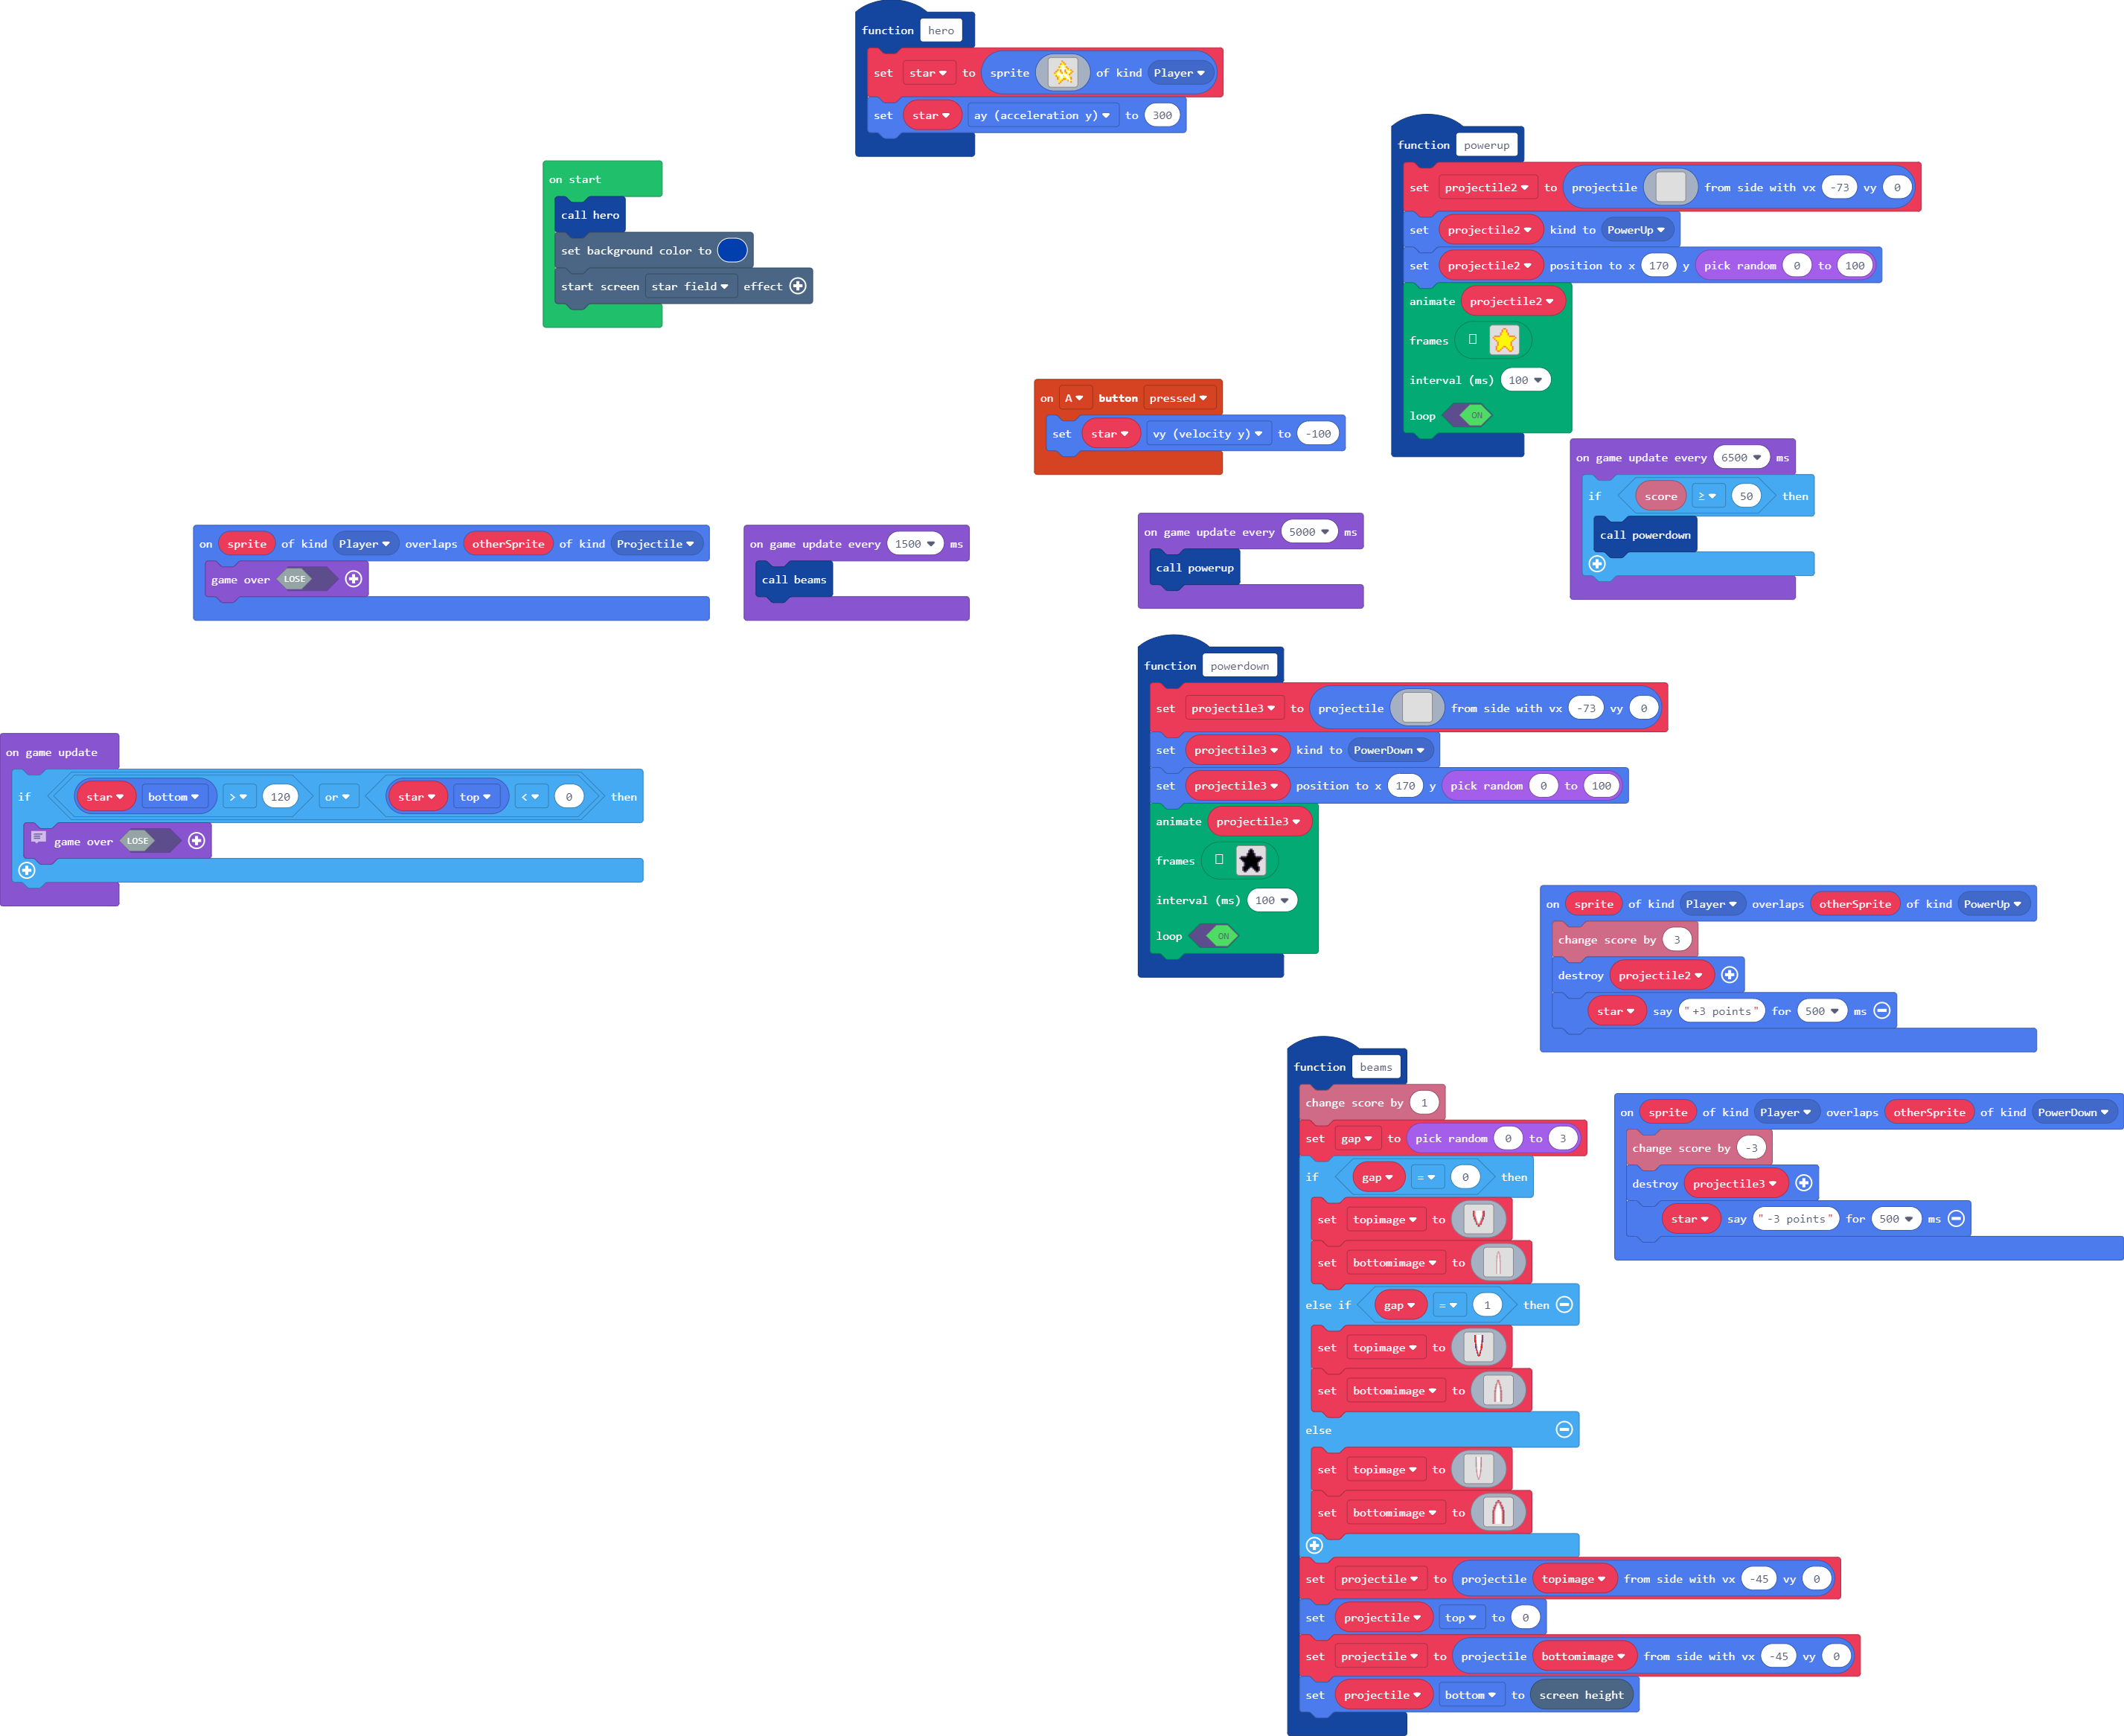 function hero
set star to sprite of kind Player
set star ay (acceleration y) to 300
on start
call hero
set background color to
start screen star field effect
function powerup
set projectile2 to projectile from side with vx -73 vy 0
set projectile2 kind to PowerUp
set projectile2 position to x 170 y pick random 0 to 100
animate projectile2
frames
interval (ms) 100
loop ON
on A button pressed
set star vy (velocity y) to -100
on game update every 6500 ms
if score ≥ 50 then
call powerdown
on sprite of kind Player overlaps otherSprite of kind Projectile
game over LOSE
on game update every 1500 ms
call beams
on game update every 5000 ms
call powerup
function powerdown
set projectile3 to projectile from side with vx -73 vy 0
set projectile3 kind to PowerDown
set projectile3 position to x 170 y pick random 0 to 100
animate projectile3
frames
interval (ms) 100
loop ON
on game update
if star bottom > 120 or star top < 0 then
game over LOSE
on sprite of kind Player overlaps otherSprite of kind PowerUp
change score by 3
destroy projectile2
star say "+3 points" for 500 ms
function beams
change score by 1
set gap to pick random 0 to 3
if gap = 0 then
set topimage to
set bottomimage to
else if gap = 1 then
set topimage to
set bottomimage to
else
set topimage to
set bottomimage to
set projectile to projectile topimage from side with vx -45 vy 0
set projectile top to 0
set projectile to projectile bottomimage from side with vx -45 vy 0
set projectile bottom to screen height
on sprite of kind Player overlaps otherSprite of kind PowerDown
change score by -3
destroy projectile3
star say "-3 points" for 500 ms